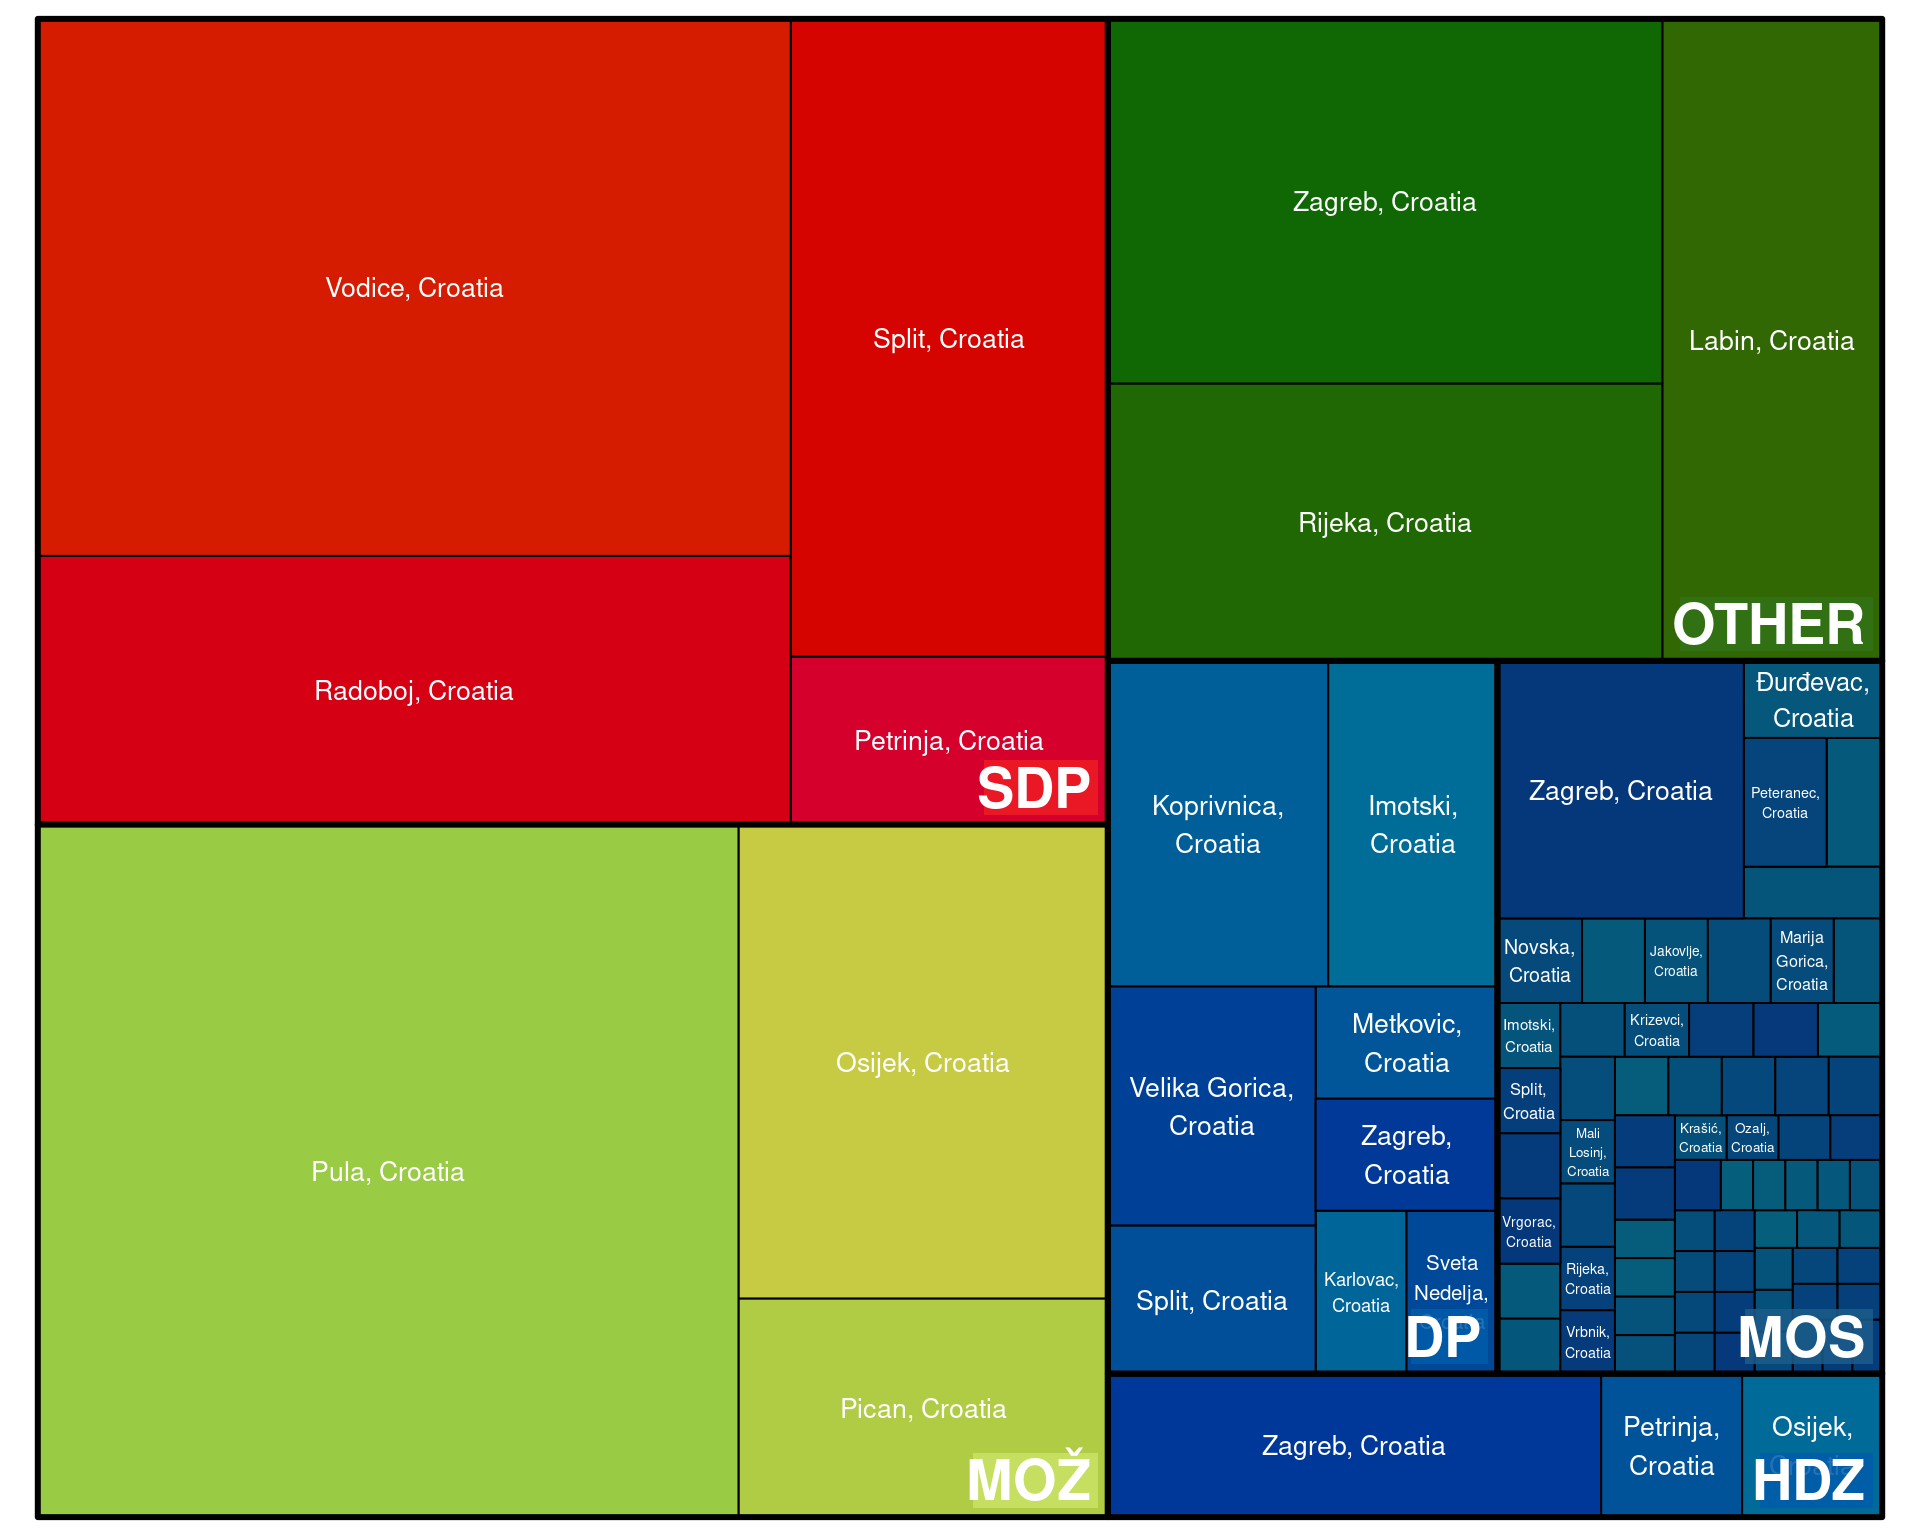 Vodice, Croatia
Split, Croatia
Radoboj, Croatia
Petrinja, Croatia
SDP
Pula, Croatia
Osijek, Croatia
Pican, Croatia
MOŽ
Zagreb, Croatia
Labin, Croatia
Rijeka, Croatia
OTHER
Koprivnica,
Croatia
Imotski,
Croatia
Velika Gorica,
Croatia
Metkovic,
Croatia
Zagreb,
Croatia
Split, Croatia
Karlovac,
Croatia
Sveta
Nedelja,
Croatia
DP
Zagreb, Croatia
Đurđevac,
Croatia
Peteranec,
Croatia
Novska,
Croatia
Jakovlje,
Croatia
Marija
Gorica,
Croatia
Imotski,
Croatia
Krizevci,
Croatia
Split,
Croatia
Mali
Losinj,
Croatia
Krašić,
Croatia
Ozalj,
Croatia
Vrgorac,
Croatia
Rijeka,
Croatia
Vrbnik,
Croatia
MOS
Zagreb, Croatia
Petrinja,
Croatia
Osijek,
Croatia
HDZ